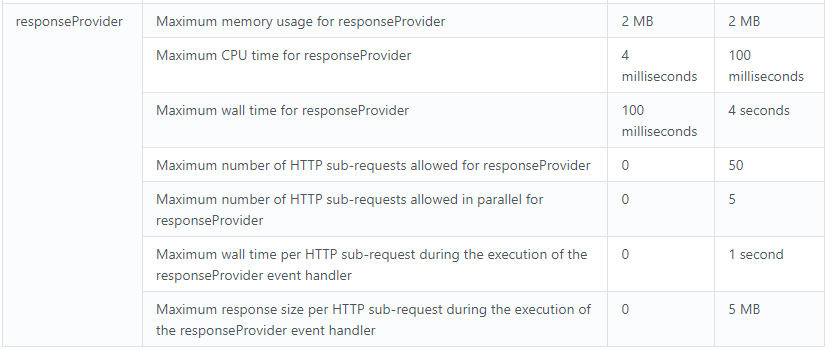 responseProvider Maximum memory usage for responseProvider 2 MB 2 MB
Maximum CPU time for responseProvider 4 100
milliseconds milliseconds
Maximum wall time for responseProvider 100 4 seconds
milliseconds
Maximum number of HTTP sub-requests allowed for responseProvider 0 50
Maximum number of HTTP sub-requests allowed in parallel for 0 5
responseProvider
Maximum wall time per HTTP sub-request during the execution of the 0 1 second
responseProvider event handler
Maximum response size per HTTP sub-request during the execution of 0 5 MB
the responseProvider event handler